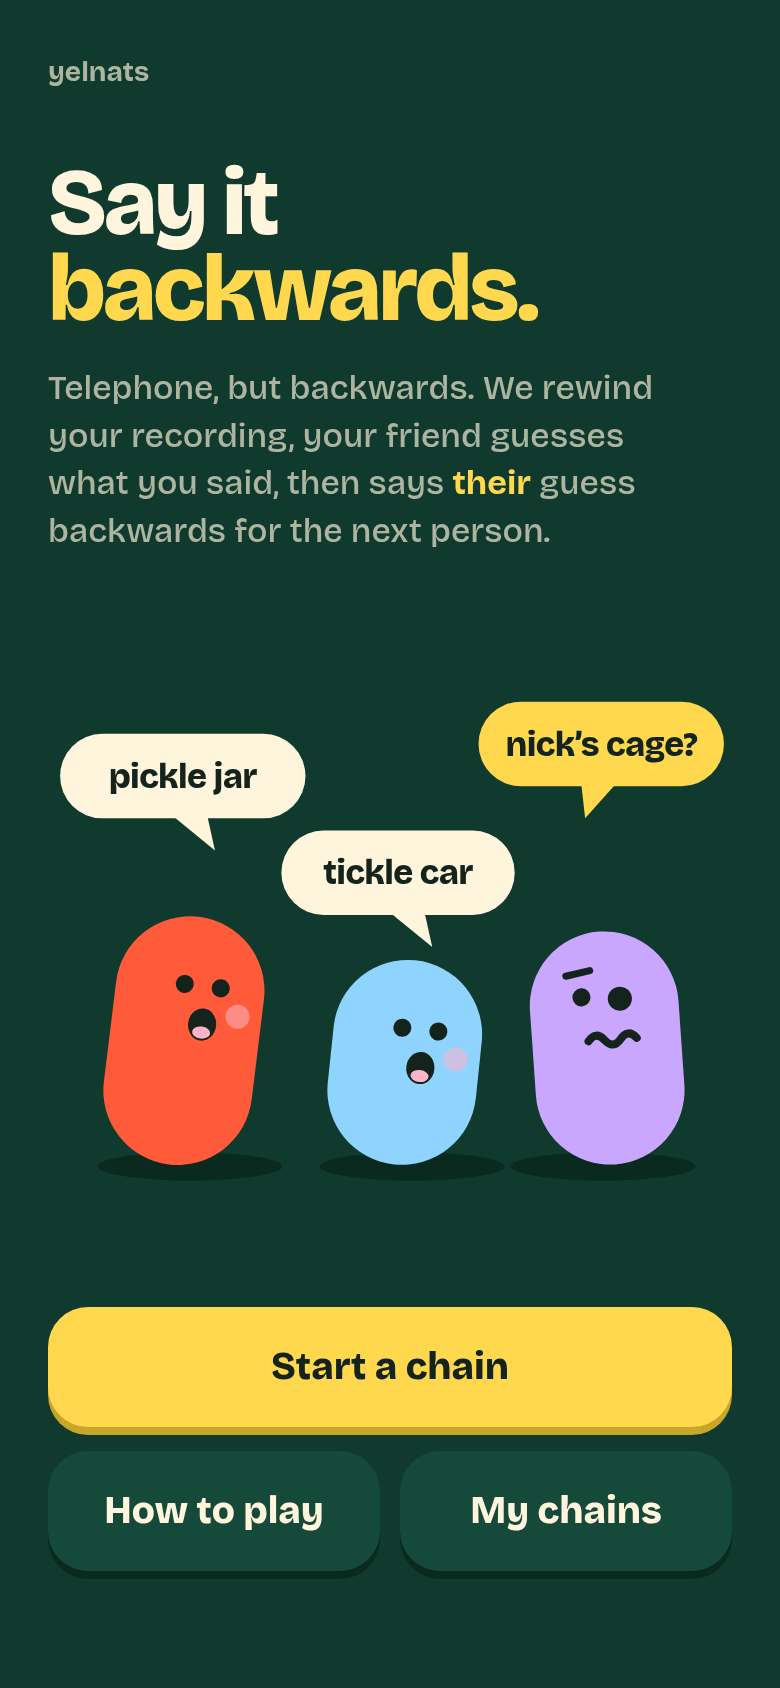 yelnats
Say it
backwards.
Telephone, but backwards. We rewind
your recording, your friend guesses
what you said, then says their guess
backwards for the next person.
pickle jar
tickle car
nick’s cage?
Start a chain
How to play
My chains